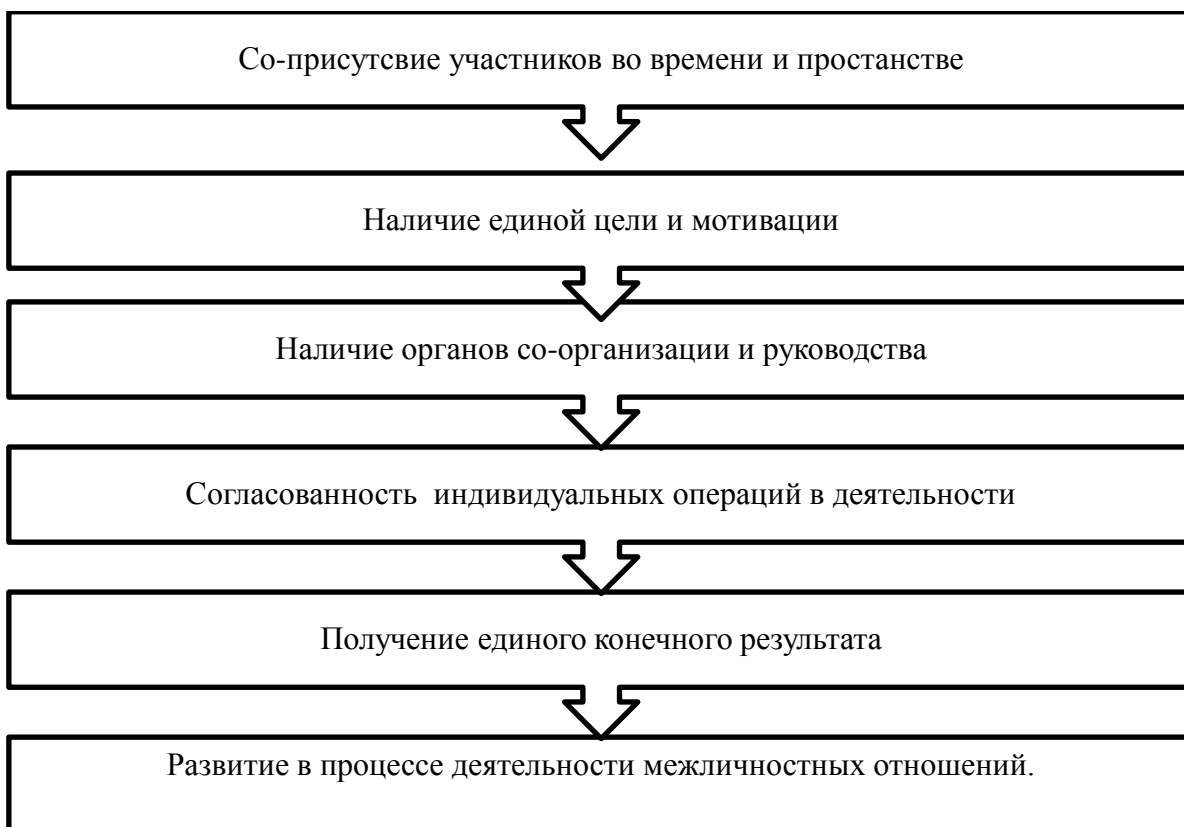 Со-присутсвие участников во времени и простанстве
Наличие единой цели и мотивации
Наличие органов со-организации и руководства
Согласованность индивидуальных операций в деятельности
Получение единого конечного результата
Развитие в процессе деятельности межличностных отношений.